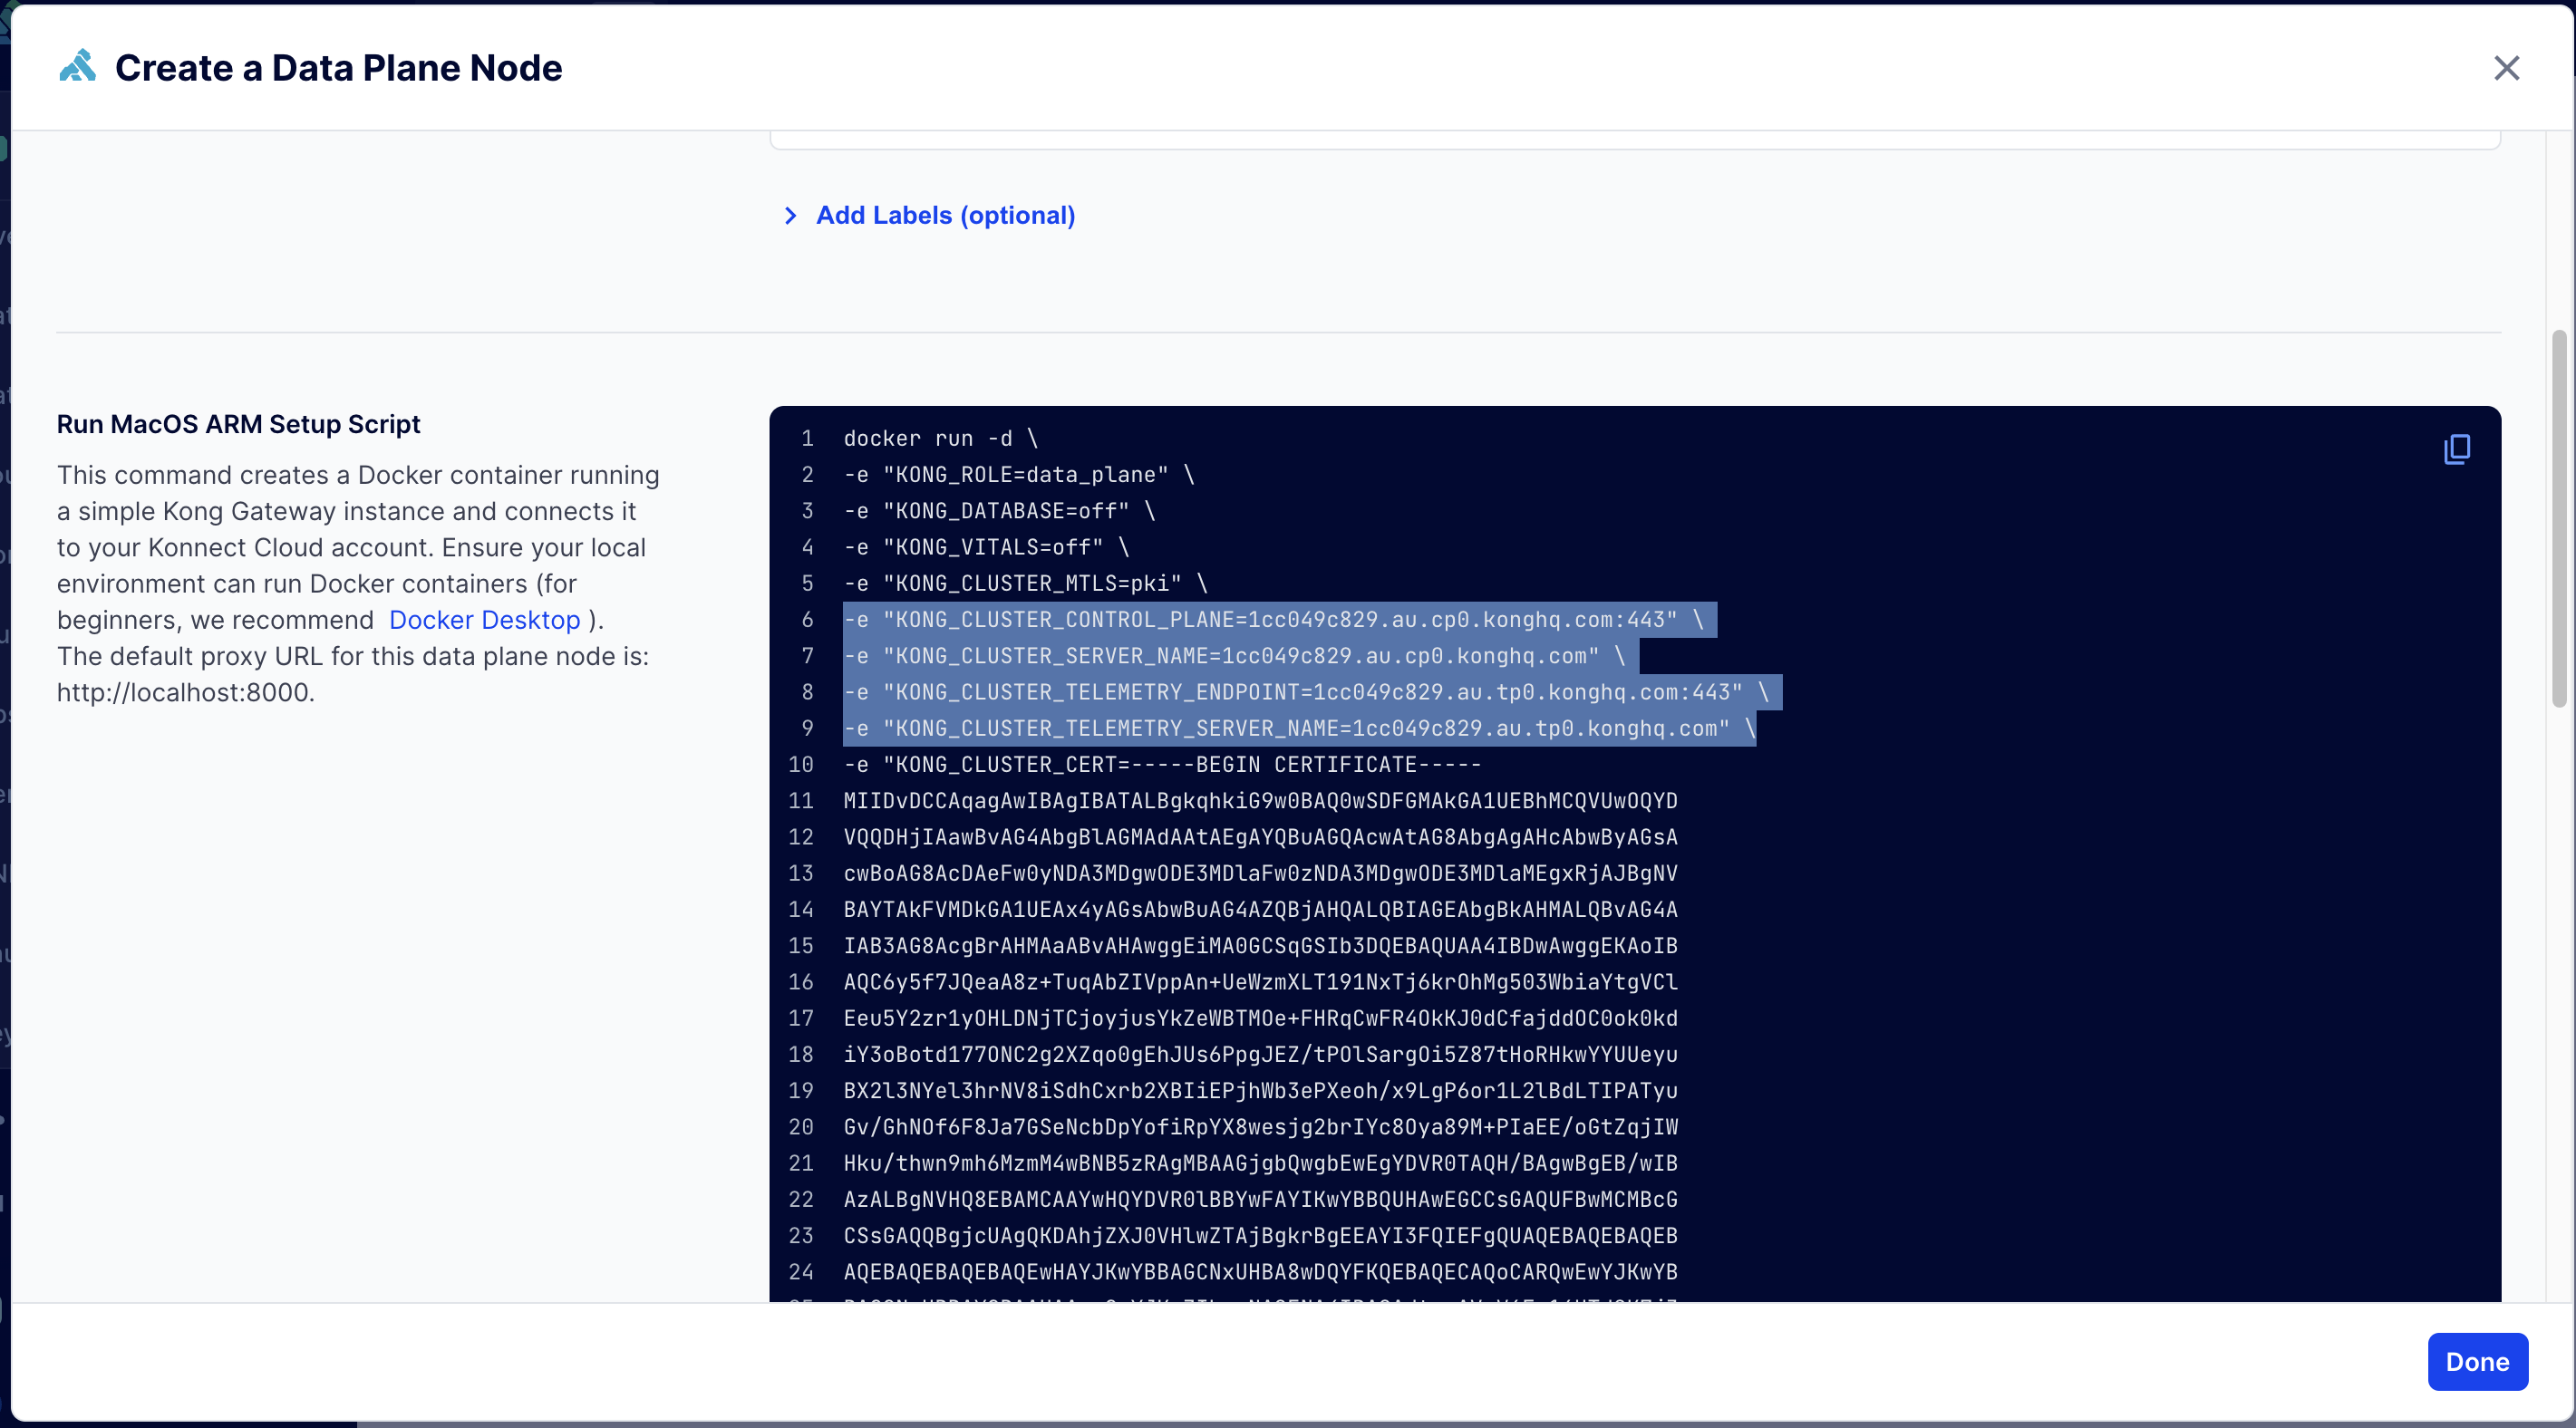 Create a Data Plane Node
Add Labels (optional)
Run MacOS ARM Setup Script
This command creates a Docker container running
a simple Kong Gateway instance and connects it
to your Konnect Cloud account. Ensure your local
environment can run Docker containers (for
beginners, we recommend Docker Desktop ).
The default proxy URL for this data plane node is:
http://localhost:8000.
1 docker run -d \
2 -e "KONG_ROLE=data_plane" \
3 -e "KONG_DATABASE=off" \
4 -e "KONG_VITALS=off" \
5 -e "KONG_CLUSTER_MTLS=pki" \
6 -e "KONG_CLUSTER_CONTROL_PLANE=1cc049c829.au.cp0.konghq.com:443" \
7 -e "KONG_CLUSTER_SERVER_NAME=1cc049c829.au.cp0.konghq.com" \
8 -e "KONG_CLUSTER_TELEMETRY_ENDPOINT=1cc049c829.au.tp0.konghq.com:443" \
9 -e "KONG_CLUSTER_TELEMETRY_SERVER_NAME=1cc049c829.au.tp0.konghq.com" \
10 -e "KONG_CLUSTER_CERT=-----BEGIN CERTIFICATE-----
11 MIIDvDCCAqagAwIBAgIBATALBgkqhkiG9w0BAQ0wSDFGMAkGA1UEBhMCQVUwOQYD
12 VQQDHjIAawBvAG4AbgBlAGMAdAAtAEgAYQBuAGQAcwAtAG8AbgAgAHcAbwByAGsA
13 cwBoAG8AcDAeFw0yNDA3MDgwODE3MDlaFw0zNDA3MDgwODE3MDlaMEgxRjAJBgNV
14 BAYTAkFVMDkGA1UEAx4yAGsAbwBuAG4AZQBjAHQALQBIAGEAbgBkAHMALQBvAG4A
15 IAB3AG8AcgBrAHMAaABvAHAwggEiMA0GCSqGSIb3DQEBAQUAA4IBDwAwggEKAoIB
16 AQC6y5f7JQeaA8z+TuqAbZIVppAn+UeWzmXLT191NxTj6krOhMg503WbiaYtgVCl
17 Eeu5Y2zr1yOHLDNjTCjoyjusYkZeWBTMOe+FHRqCwFR4OkKJ0dCfajddOC0ok0kd
18 iY3oBotd177ONC2g2XZqo0gEhJUs6PpgJEZ/tPOlSargOi5Z87tHoRHkwYYUUeyu
19 BX2l3NYel3hrNV8iSdhCxrb2XBIiEPjhWb3ePXeoh/x9LgP6or1L2lBdLTIPATyu
20 Gv/GhNOf6F8Ja7GSeNcbDpYofiRpYX8wesjg2brIYc8Oya89M+PIaEE/oGtZqjIW
21 Hku/thwn9mh6MzmM4wBNB5zRAgMBAAGjgbQwgbEwEgYDVR0TAQH/BAgwBgEB/wIB
22 AzALBgNVHQ8EBAMCAAYwHQYDVR0lBBYwFAYIKwYBBQUHAwEGCCsGAQUFBwMCMBcG
23 CSsGAQQBgjcUAgQKDAhjZXJ0VHlwZTAjBgkrBgEEAYI3FQIEFgQUAQEBAQEBAQEB
24 AQEBAQEBAQEBAQEwHAYJKwYBBAGCNxUHBA8wDQYFKQEBAQECAQoCARQwEwYJKwYB
Done